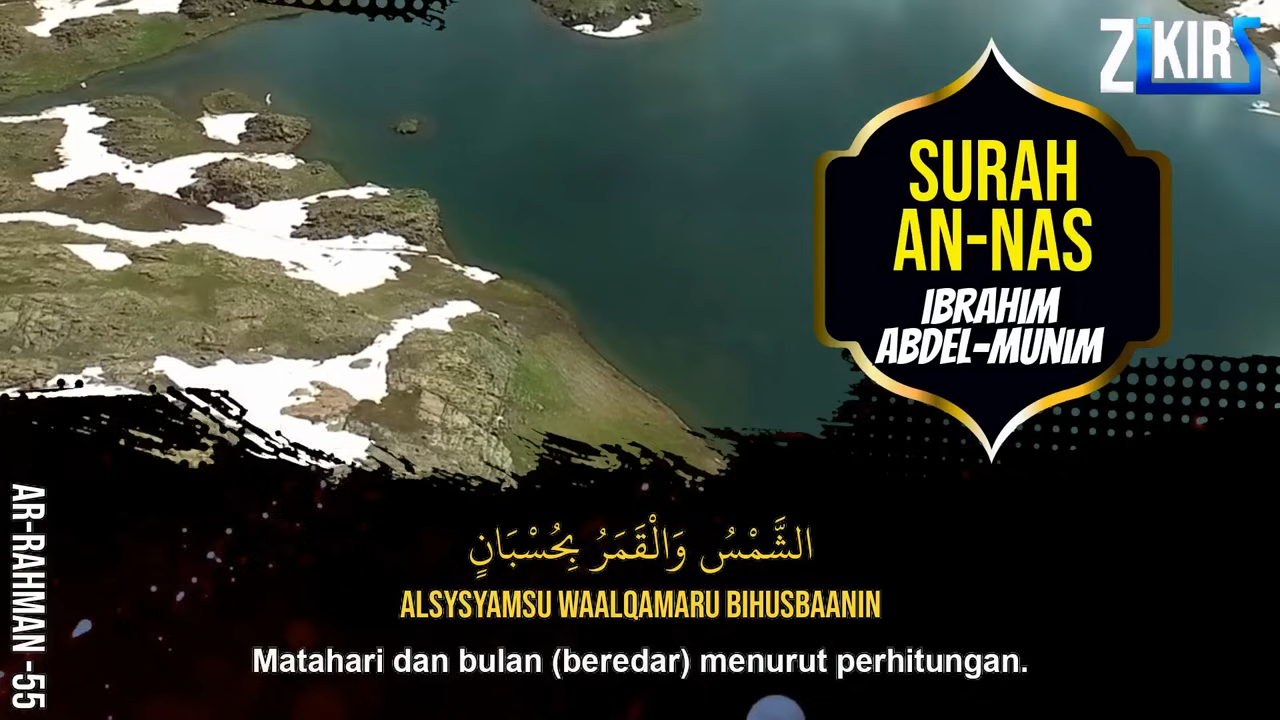 ZIKIRS
SURAH
AN-NAS
IBRAHIM
ABDEL-MUNIM
الشَّمْسُ وَالْقَمَرُ بِحُسْبَانٍ
ALSYSYAMSU WAALQAMARU BIHUSBAANIN
Matahari dan bulan (beredar) menurut perhitungan.
AR-RAHMAN -55